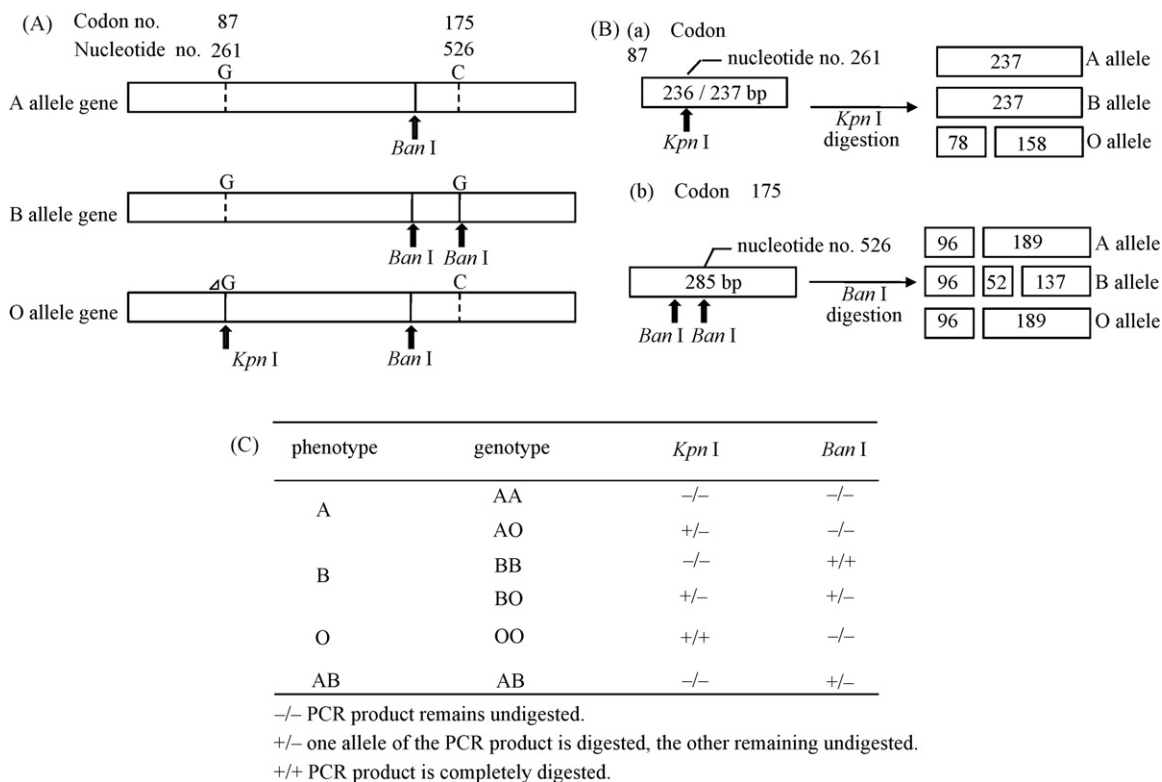 (A) Codon no. 87 175
Nucleotide no. 261 526
G C
A allele gene
Ban I
G G
B allele gene
Ban I Ban I
⊿G C
O allele gene
Kpn I Ban I
(B) (a) Codon
87
nucleotide no. 261
236 / 237 bp
Kpn I
Kpn I
digestion
237 A allele
237 B allele
78 158 O allele
(b) Codon 175
nucleotide no. 526
285 bp
Ban I Ban I
Ban I
digestion
96 189 A allele
96 52 137 B allele
96 189 O allele
(C) phenotype genotype Kpn I Ban I
A AA –/– –/–
AO +/– –/–
B BB –/– +/+
BO +/– +/–
O OO +/+ –/–
AB AB –/– +/–
–/– PCR product remains undigested.
+/– one allele of the PCR product is digested, the other remaining undigested.
+/+ PCR product is completely digested.